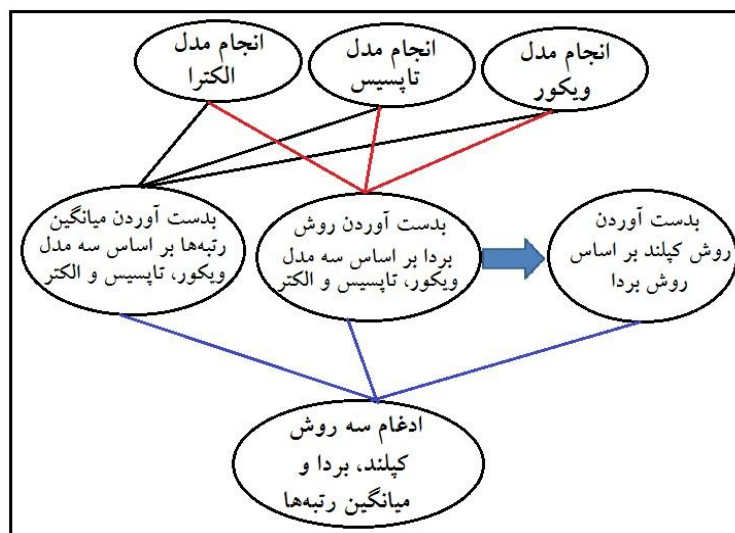 انجام مدل
ویکور
انجام مدل
تاپسیس
انجام مدل
الکترا
بدست آوردن
روش کپلند بر اساس
روش بردا
بدست آوردن روش
بردا بر اساس سه مدل
ویکور، تاپسیس و الکتر
بدست آوردن میانگین
رتبه‌ها بر اساس سه مدل
ویکور، تاپسیس و الکتر
ادغام سه روش
کپلند، بردا و
میانگین رتبه‌ها